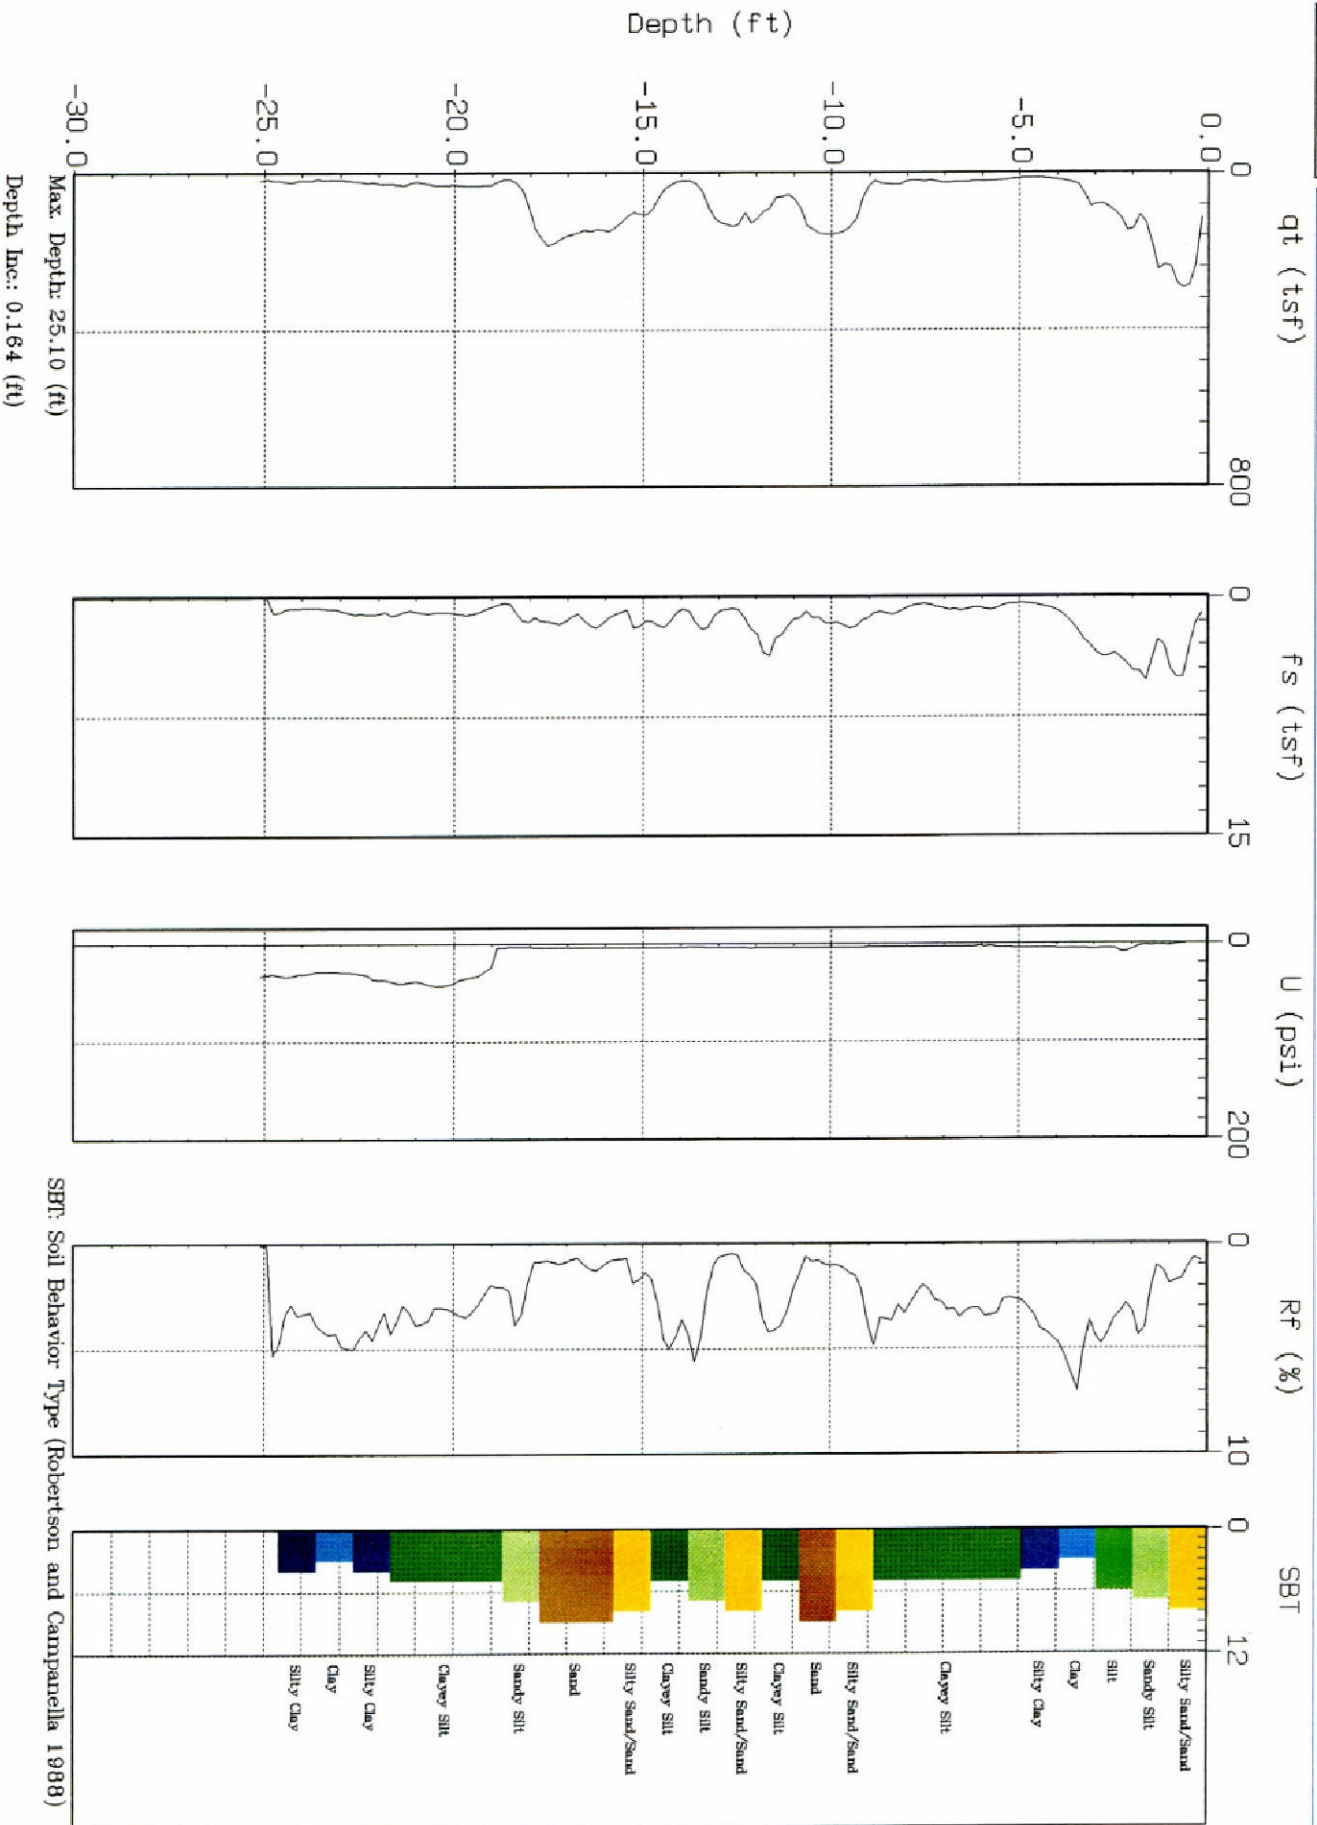 Depth (ft)
0.0
-5.0
-10.0
-15.0
-20.0
-25.0
-30.0
qt (tsf)
0
800
fs (tsf)
0
15
U (psi)
0
200
Rf (%)
0
10
SBT
0
12
Silty Sand/Sand
Sandy Silt
Silt
Clay
Silty Clay
Clayey Silt
Silty Sand/Sand
Sand
Clayey Silt
Silty Sand/Sand
Sandy Silt
Clayey Silt
Silty Sand/Sand
Sand
Sandy Silt
Clayey Silt
Silty Clay
Clay
Silty Clay
Max. Depth: 25.10 (ft)
Depth Inc.: 0.164 (ft)
SBT: Soil Behavior Type (Robertson and Campanella 1988)